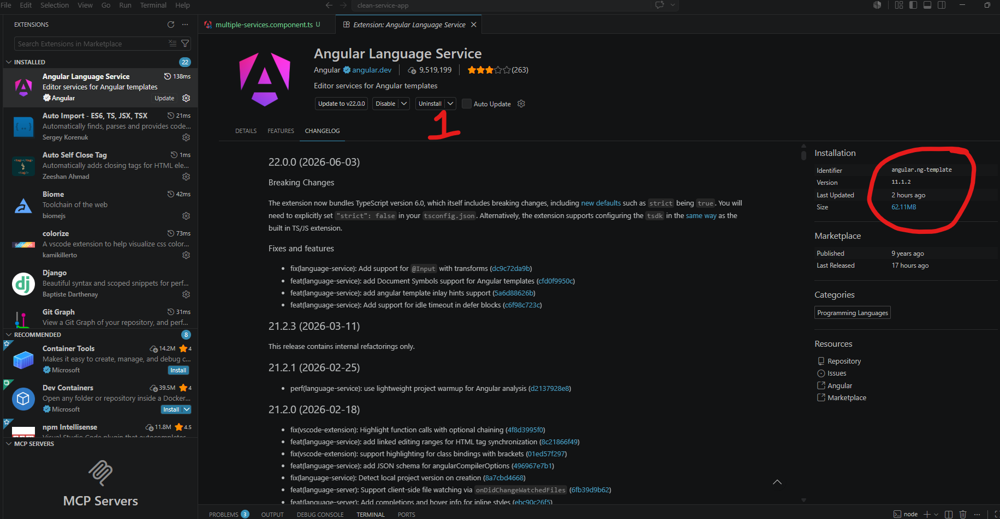 File Edit Selection View Go Run Terminal Help
clean-service-app
EXTENSIONS
Search Extensions in Marketplace
INSTALLED 22
Angular Language Service 138ms
Editor services for Angular templates
Angular Update
Auto Import - ES6, TS, JSX, TSX 21ms
Automatically finds, parses and provides code...
Sergey Korenuk
Auto Self Close Tag 1ms
Automatically adds closing tags for HTML ele...
Zeeshan Ahmad
Biome 42ms
Toolchain of the web
biomejs
colorize 73ms
A vscode extension to help visualize css color...
kamikillerto
Django
Beautiful syntax and scoped snippets for perf...
Baptiste Darthenay
Git Graph 31ms
View a Git Graph of your repository, and perf...
RECOMMENDED 8
Container Tools 14.2M 4
Makes it easy to create, manage, and debug c...
Microsoft Install
Dev Containers 39.5M 4
Open any folder or repository inside a Docker...
Microsoft Install
npm Intellisense 11.8M 4.5
Visual Studio Code plugin that autocompletes
MCP SERVERS
MCP Servers
multiple-services.component.ts U
Extension: Angular Language Service
Angular Language Service
Angular angular.dev 9,519,199 (263)
Editor services for Angular templates
Update to v22.0.0 Disable Uninstall Auto Update
1
DETAILS FEATURES CHANGELOG
22.0.0 (2026-06-03)
Breaking Changes
The extension now bundles TypeScript version 6.0, which itself includes breaking changes, including new defaults such as strict being true. You will
need to explicitly set "strict": false in your tsconfig.json. Alternatively, the extension supports configuring the tsdk in the same way as the
built in TS/JS extension.
Fixes and features
fix(language-service): Add support for @Input with transforms (dc9c72da9b)
feat(language-service): add Document Symbols support for Angular templates (cfd0f9950c)
feat(language-service): add angular template inlay hints support (5a6d88626b)
feat(language-service): Add support for idle timeout in defer blocks (c6f98c723c)
21.2.3 (2026-03-11)
This release contains internal refactorings only.
21.2.1 (2026-02-25)
perf(language-service): use lightweight project warmup for Angular analysis (d2137928e8)
21.2.0 (2026-02-18)
fix(vscode-extension): Highlight function calls with optional chaining (4f8d3995f0)
feat(language-service): add linked editing ranges for HTML tag synchronization (8c21866f49)
fix(vscode-extension): support highlighting for class bindings with brackets (01ed57f297)
feat(language-service): add JSON schema for angularCompilerOptions (496967e7b1)
fix(language-service): Detect local project version on creation (8a7cbd4668)
feat(language-server): Support client-side file watching via onDidChangeWatchedFiles (6fb39d9b62)
feat(language-server): Add completions and hover info for inline styles (ebc90c26f5)
Installation
Identifier angular.ng-template
Version 11.1.2
Last Updated 2 hours ago
Size 62.11MB
Marketplace
Published 9 years ago
Last Released 17 hours ago
Categories
Programming Languages
Resources
Repository
Issues
Angular
Marketplace
PROBLEMS 3 OUTPUT DEBUG CONSOLE TERMINAL PORTS
node